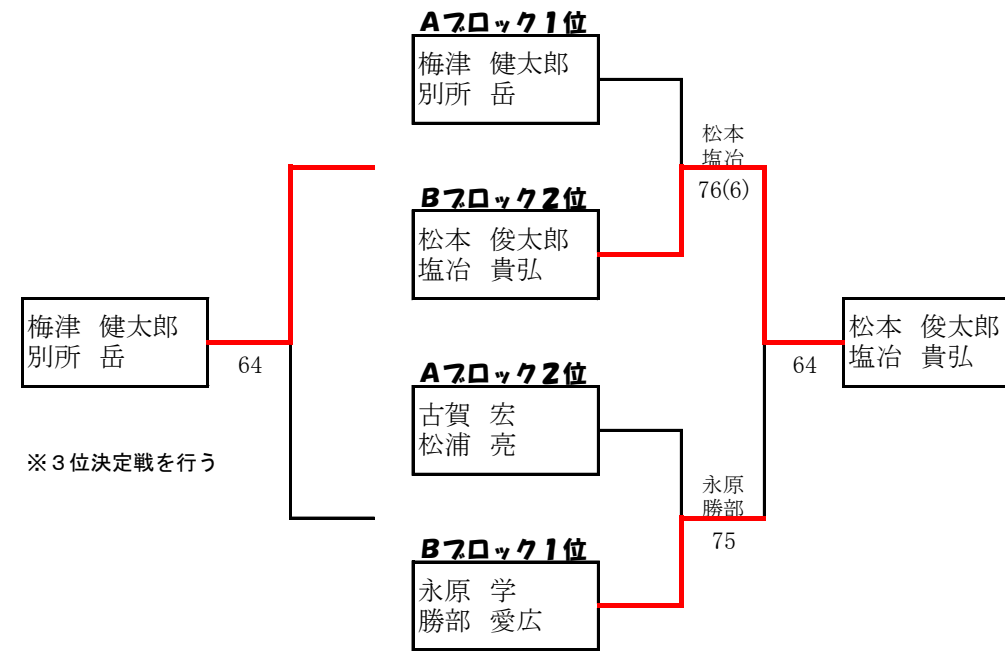 Aブロック1位
梅津 健太郎
別所 岳
松本
塩冶
76(6)
Bブロック2位
松本 俊太郎
塩冶 貴弘
梅津 健太郎
別所 岳
64
松本 俊太郎
塩冶 貴弘
64
Aブロック2位
古賀 宏
松浦 亮
※３位決定戦を行う
永原
勝部
75
Bブロック1位
永原 学
勝部 愛広